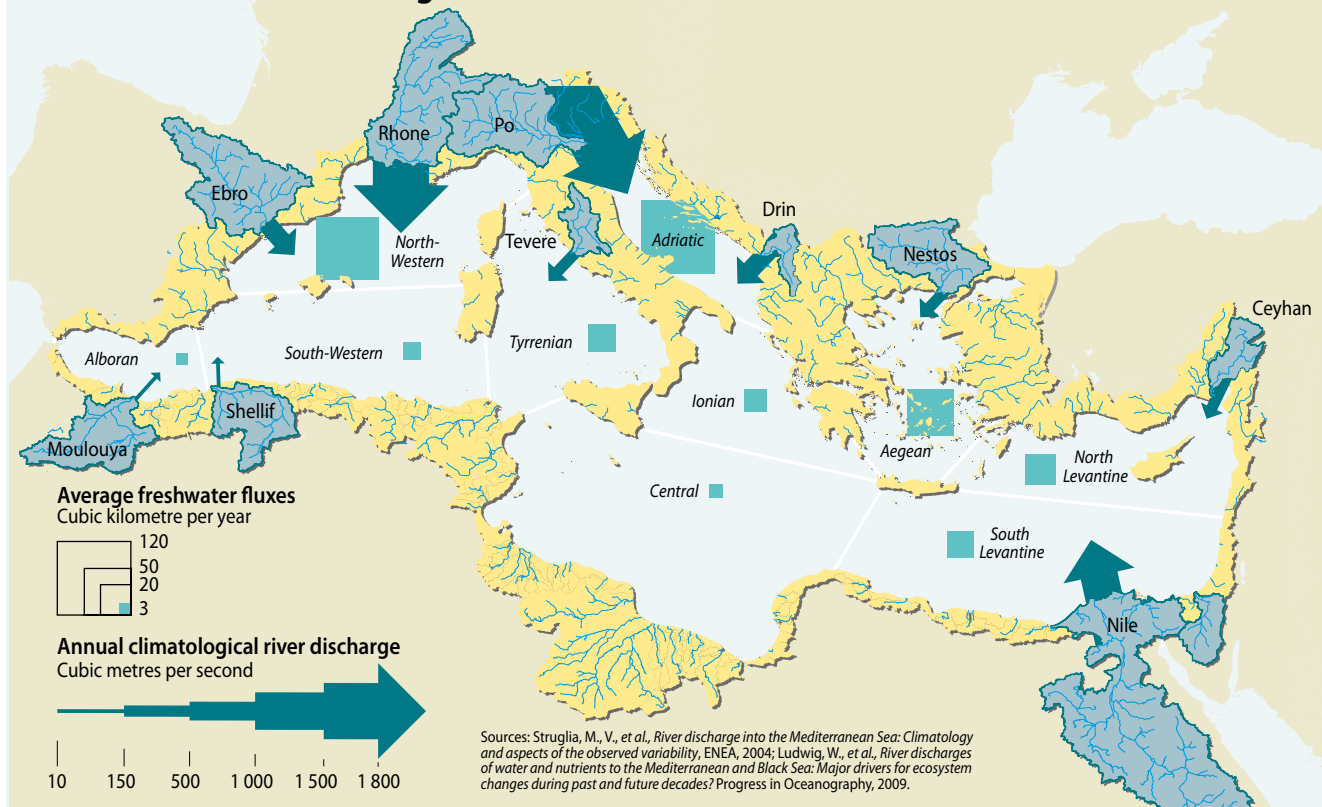 Rhone
Po
Ebro
North-
Western
Tevere
Adriatic
Drin
Nestos
Ceyhan
Alboran
South-Western
Tyrrenian
Ionian
Aegean
North
Levantine
Central
South
Levantine
Moulouya
Shellif
Nile
Average freshwater fluxes
Cubic kilometre per year
120
50
20
3
Annual climatological river discharge
Cubic metres per second
10 150 500 1 000 1 500 1 800
Sources: Struglia, M., V., et al., River discharge into the Mediterranean Sea: Climatology
and aspects of the observed variability, ENEA, 2004; Ludwig, W., et al., River discharges
of water and nutrients to the Mediterranean and Black Sea: Major drivers for ecosystem
changes during past and future decades? Progress in Oceanography, 2009.